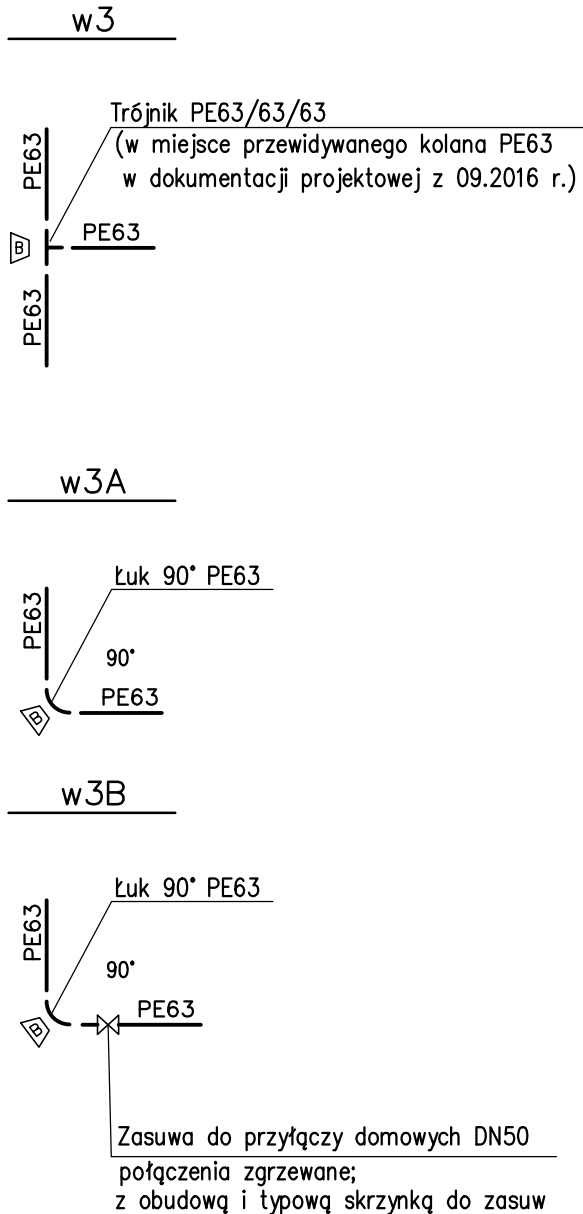 w3
Trójnik PE63/63/63
(w miejsce przewidywanego kolana PE63
w dokumentacji projektowej z 09.2016 r.)
PE63
PE63
B
PE63
w3A
Łuk 90° PE63
PE63
90°
PE63
B
w3B
Łuk 90° PE63
PE63
90°
PE63
B
Zasuwa do przyłączy domowych DN50
połączenia zgrzewane;
z obudową i typową skrzynką do zasuw